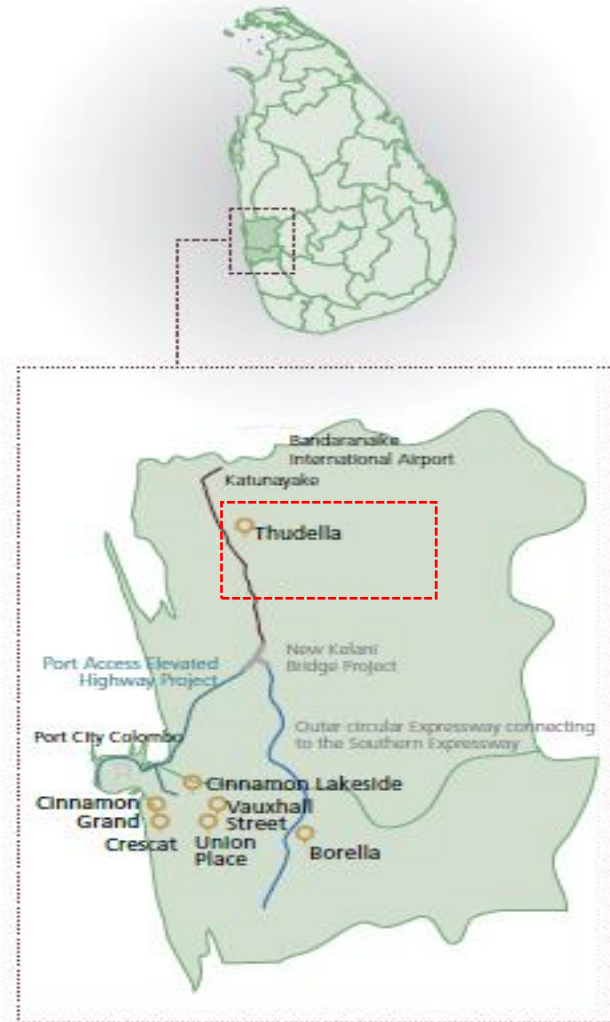 Bandaranaike
International Airport
Katunayake
Thudella
New Kelani
Bridge Project
Port Access Elevated
Highway Project
Outer circular Expressway connecting
to the Southern Expressway
Port City Colombo
Cinnamon Lakeside
Cinnamon
Grand
Vauxhall
Street
Crescat
Union
Place
Borella